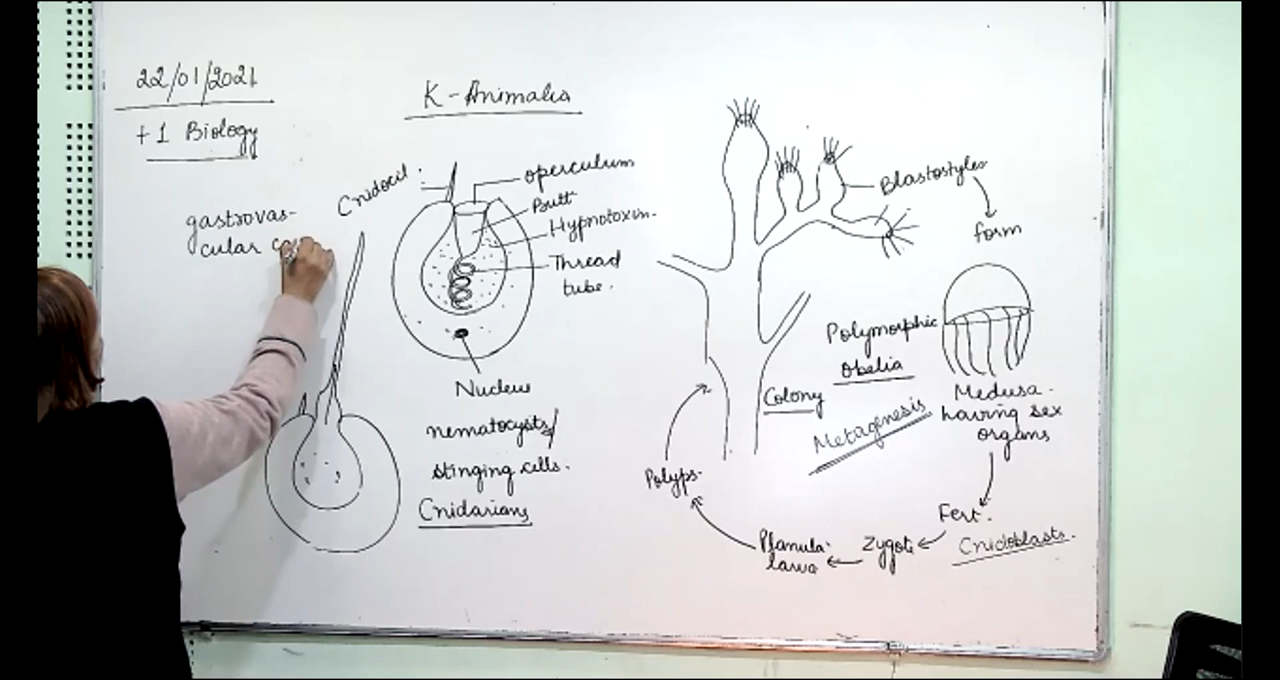 22/01/2021
+1 Biology
K-Animalia
gastrovas-
cular
Cnidocil.
operculum
Butt
Hypnotoxin.
Thread
tube.
Nucleus
nematocysts/
stinging cells.
Cnidarians
Blastostyles
form
Polymorphic
Obelia
Colony
Metagenesis
Medusa.
having sex
organs
Fert.
Cnidoblasts.
Zygote
Planula.
larva
Polyps.